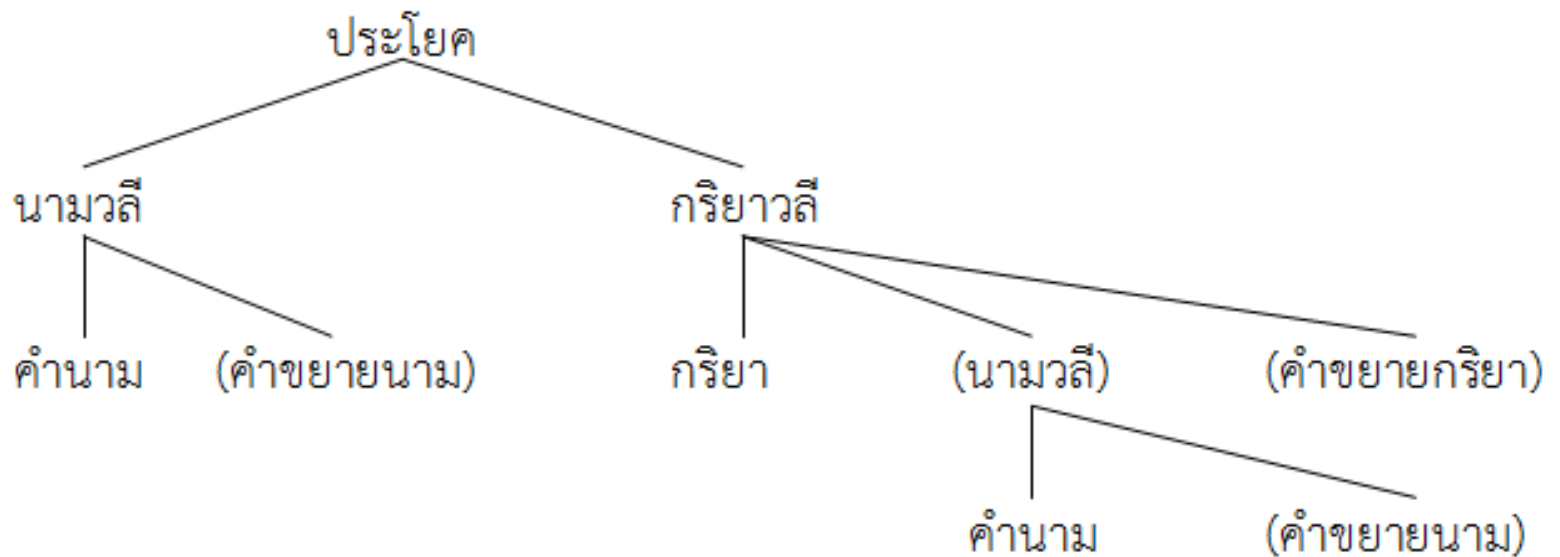 ประโยค
นามวลี กริยาวลี
คำนาม (คำขยายนาม) กริยา (นามวลี) (คำขยายกริยา)
คำนาม (คำขยายนาม)